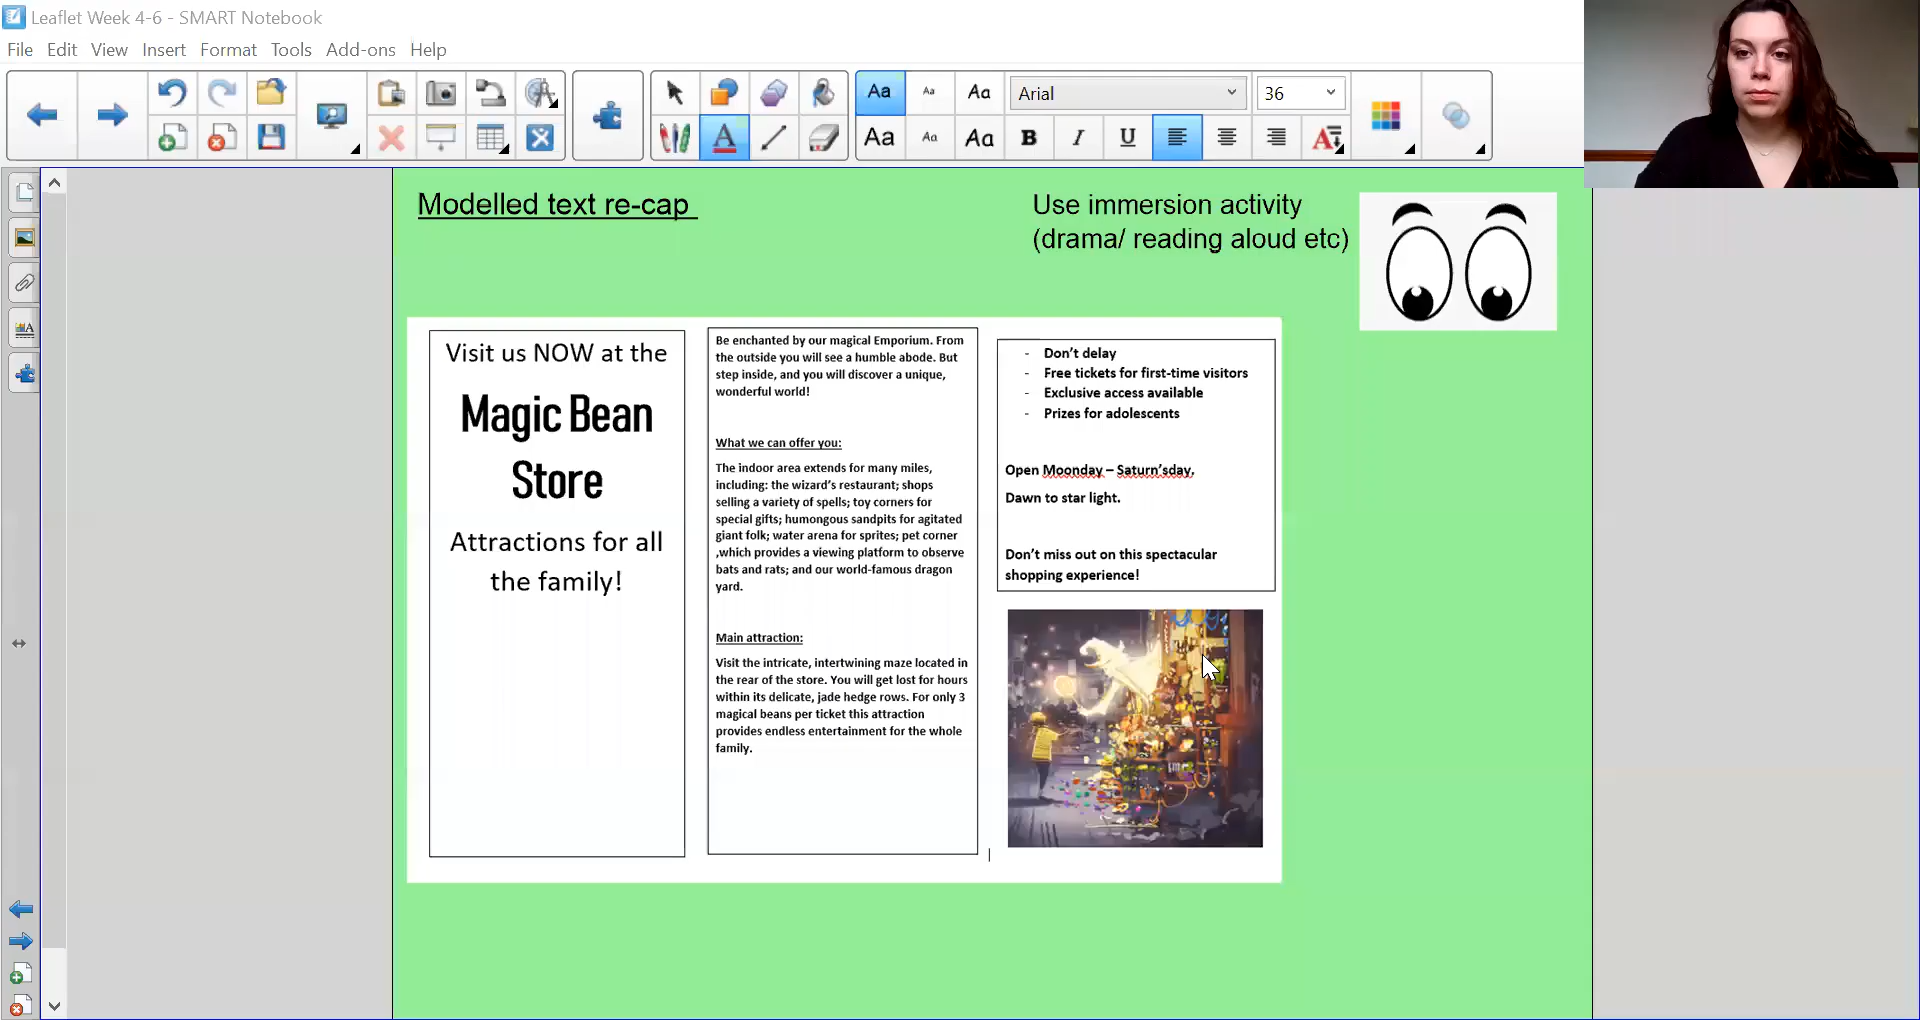 Leaflet Week 4-6 - SMART Notebook
File Edit View Insert Format Tools Add-ons Help
Aa Aa Aa Arial 36
A Aa Aa Aa B I U A
Modelled text re-cap
Use immersion activity
(drama/ reading aloud etc)
Visit us NOW at the
Magic Bean
Store
Attractions for all
the family!
Be enchanted by our magical Emporium. From
the outside you will see a humble abode. But
step inside, and you will discover a unique,
wonderful world!
What we can offer you:
The indoor area extends for many miles,
including: the wizard's restaurant; shops
selling a variety of spells; toy corners for
special gifts; humongous sandpits for agitated
giant folk; water arena for sprites; pet corner
,which provides a viewing platform to observe
bats and rats; and our world-famous dragon
yard.
Main attraction:
Visit the intricate, intertwining maze located in
the rear of the store. You will get lost for hours
within its delicate, jade hedge rows. For only 3
magical beans per ticket this attraction
provides endless entertainment for the whole
family.
- Don't delay
- Free tickets for first-time visitors
- Exclusive access available
- Prizes for adolescents
Open Moonday – Saturn'sday.
Dawn to star light.
Don't miss out on this spectacular
shopping experience!